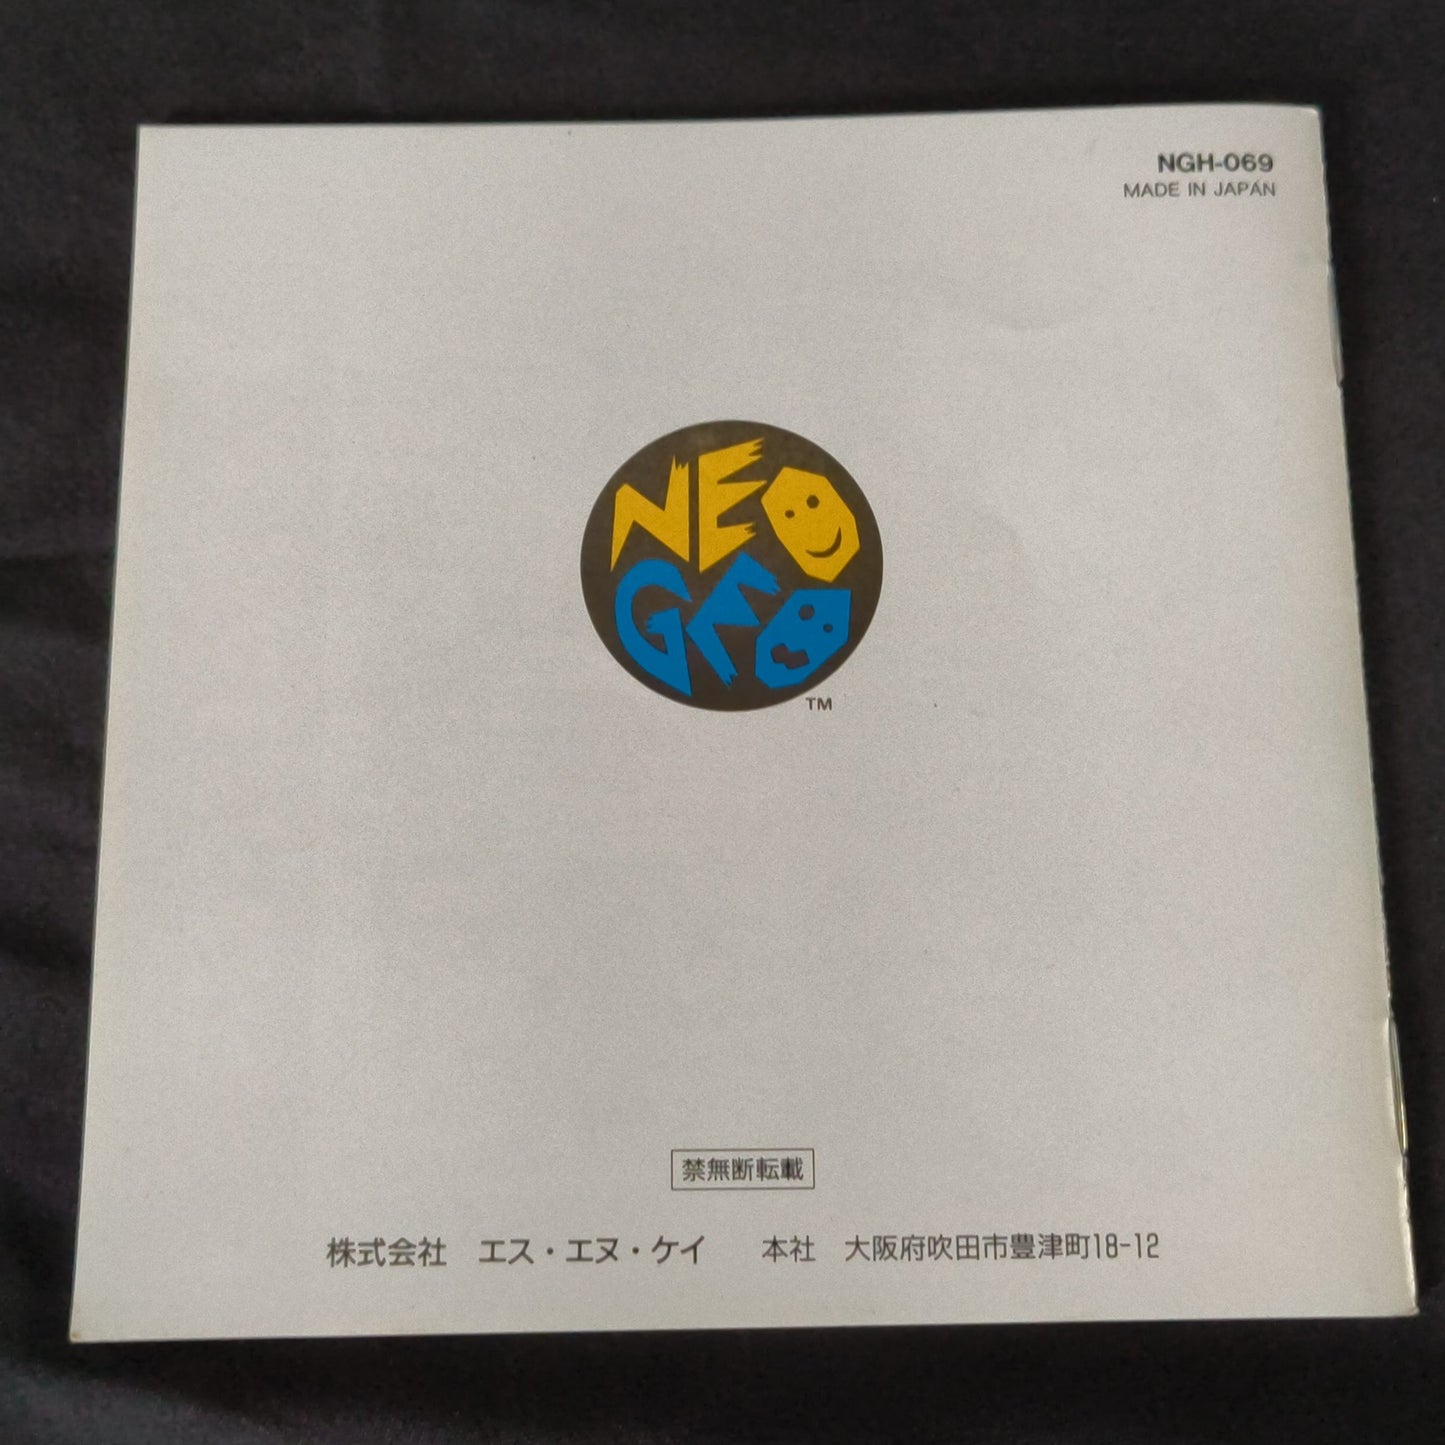 NGH-069
MADE IN JAPAN
NEO
GEO
TM
禁無断転載
株式会社 エス・エヌ・ケイ 本社 大阪府吹田市豊津町18-12